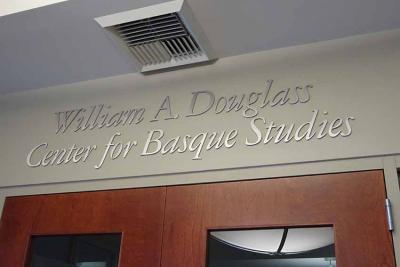 William A. Douglass
Center for Basque Studies